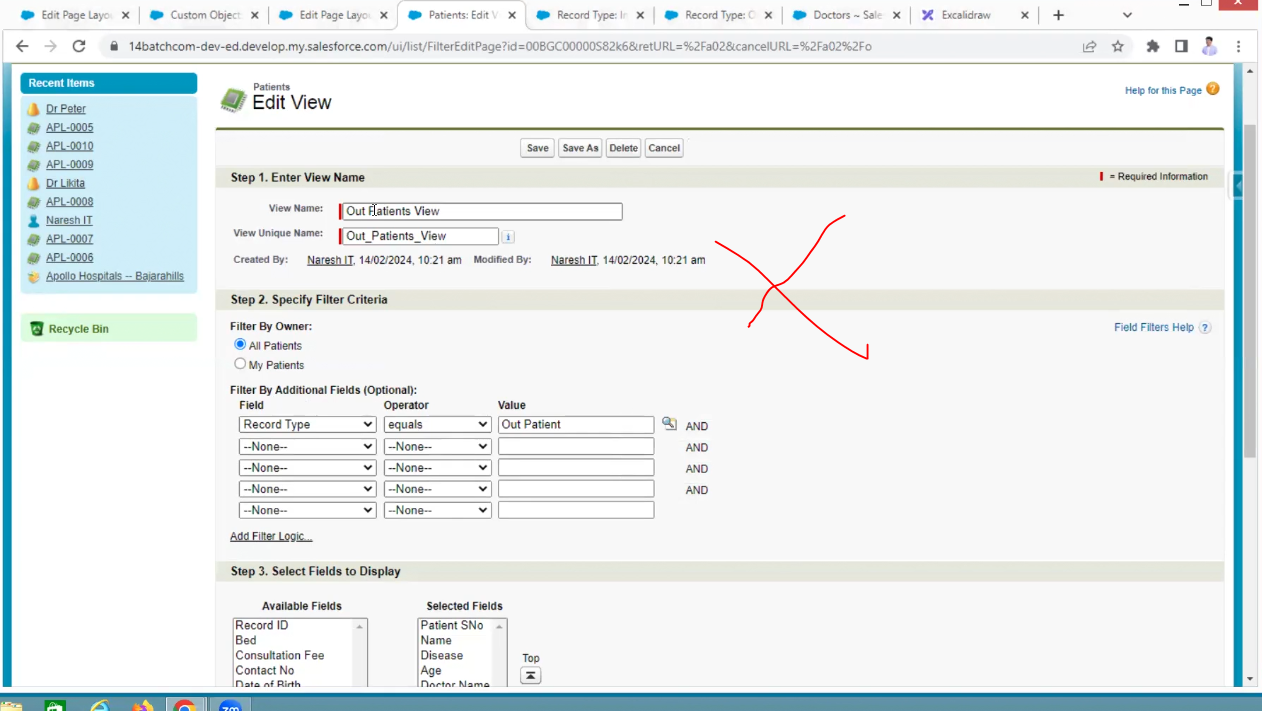 Edit Page Layo
Custom Object
Edit Page Layo
Patients: Edit V
Record Type: I
Record Type: O
Doctors ~ Sale
Excalidraw
14batchcom-dev-ed.develop.my.salesforce.com/ui/list/FilterEditPage?id=00BGC00000S82k6&retURL=%2Fa02&cancelURL=%2Fa02%2Fo
Recent Items
Dr Peter
APL-0005
APL-0010
APL-0009
Dr Likita
APL-0008
Naresh IT
APL-0007
APL-0006
Apollo Hospitals -- Bajarahills
Recycle Bin
Patients
Edit View
Help for this Page ?
Save Save As Delete Cancel
Step 1. Enter View Name
= Required Information
View Name: Out Patients View
View Unique Name: Out_Patients_View i
Created By: Naresh IT, 14/02/2024, 10:21 am Modified By: Naresh IT, 14/02/2024, 10:21 am
Step 2. Specify Filter Criteria
Filter By Owner:
All Patients
My Patients
Field Filters Help ?
Filter By Additional Fields (Optional):
Field Operator Value
Record Type equals Out Patient AND
--None-- --None-- AND
--None-- --None-- AND
--None-- --None-- AND
--None-- --None--
Add Filter Logic...
Step 3. Select Fields to Display
Available Fields
Record ID
Bed
Consultation Fee
Contact No
Date of Birth
Selected Fields
Patient SNo
Name
Disease
Age
Doctor Name
Top
zm